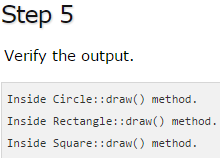 Step 5
Verify the output.
Inside Circle::draw() method.
Inside Rectangle::draw() method.
Inside Square::draw() method.